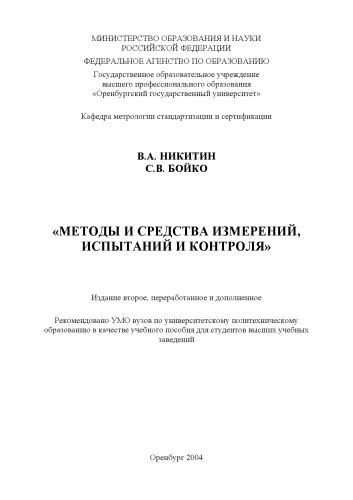 МИНИСТЕРСТВО ОБРАЗОВАНИЯ И НАУКИ
РОССИЙСКОЙ ФЕДЕРАЦИИ
ФЕДЕРАЛЬНОЕ АГЕНСТВО ПО ОБРАЗОВАНИЮ
Государственное образовательное учреждение
высшего профессионального образования
«Оренбургский государственный университет»
Кафедра метрологии стандартизации и сертификации
В.А. НИКИТИН
С.В. БОЙКО
«МЕТОДЫ И СРЕДСТВА ИЗМЕРЕНИЙ,
ИСПЫТАНИЙ И КОНТРОЛЯ»
Издание второе, переработанное и дополненное
Рекомендовано УМО вузов по университетскому политехническому
образованию в качестве учебного пособия для студентов высших учебных
заведений
Оренбург 2004